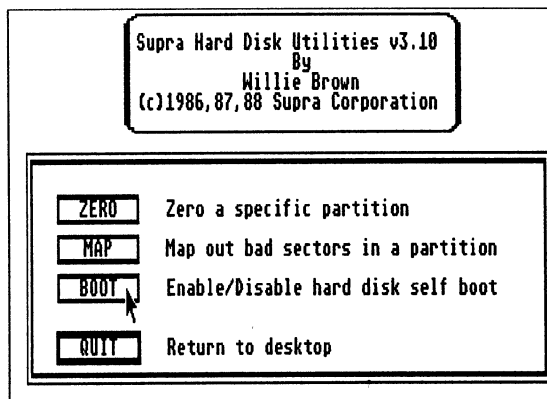 Supra Hard Disk Utilities v3.10
By
Willie Brown
(c)1986,87,88 Supra Corporation
ZERO Zero a specific partition
MAP Map out bad sectors in a partition
BOOT Enable/Disable hard disk self boot
QUIT Return to desktop